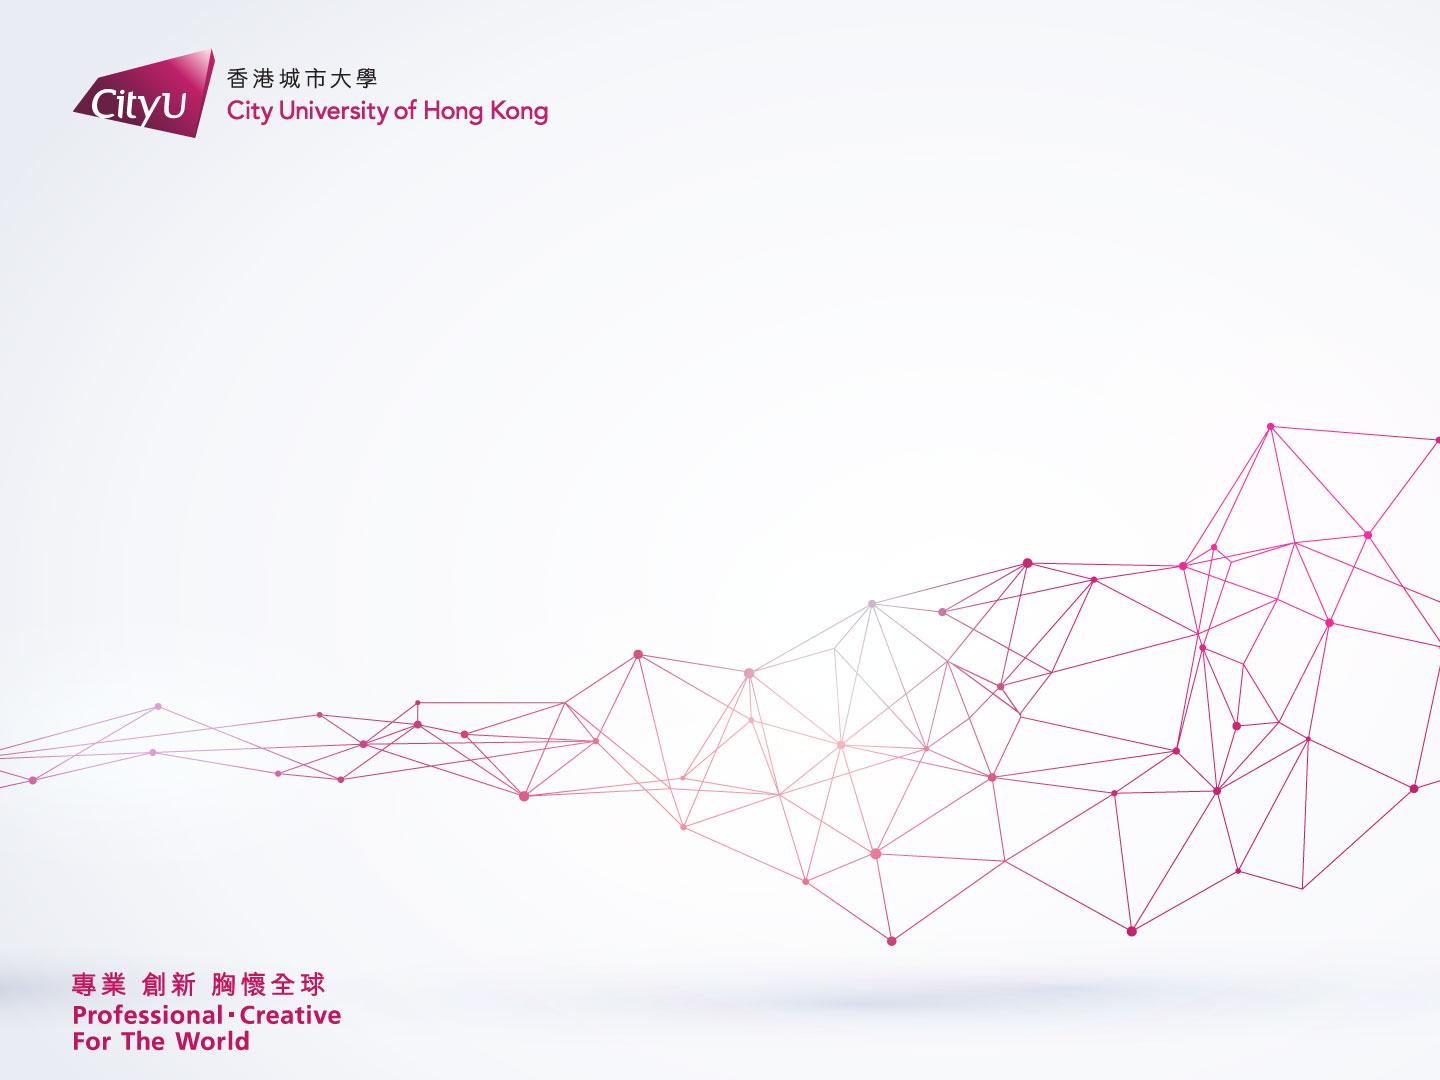 CityU
香港城市大學
City University of Hong Kong
專業 創新 胸懷全球
Professional·Creative
For The World